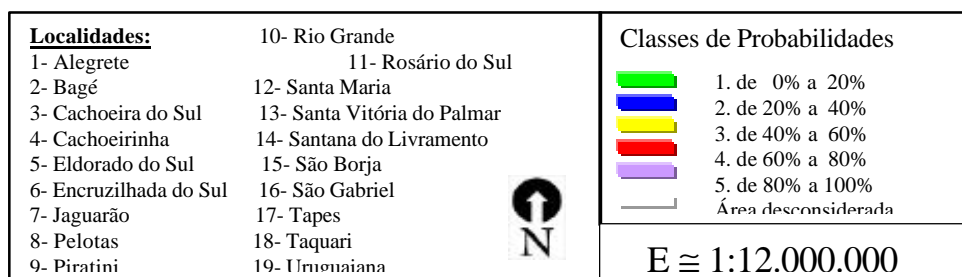 Localidades:
1- Alegrete
2- Bagé
3- Cachoeira do Sul
4- Cachoeirinha
5- Eldorado do Sul
6- Encruzilhada do Sul
7- Jaguarão
8- Pelotas
9- Piratini
10- Rio Grande
11- Rosário do Sul
12- Santa Maria
13- Santa Vitória do Palmar
14- Santana do Livramento
15- São Borja
16- São Gabriel
17- Tapes
18- Taquari
19- Uruguaiana
N
Classes de Probabilidades
1. de 0% a 20%
2. de 20% a 40%
3. de 40% a 60%
4. de 60% a 80%
5. de 80% a 100%
Área desconsiderada
E ≅ 1:12.000.000